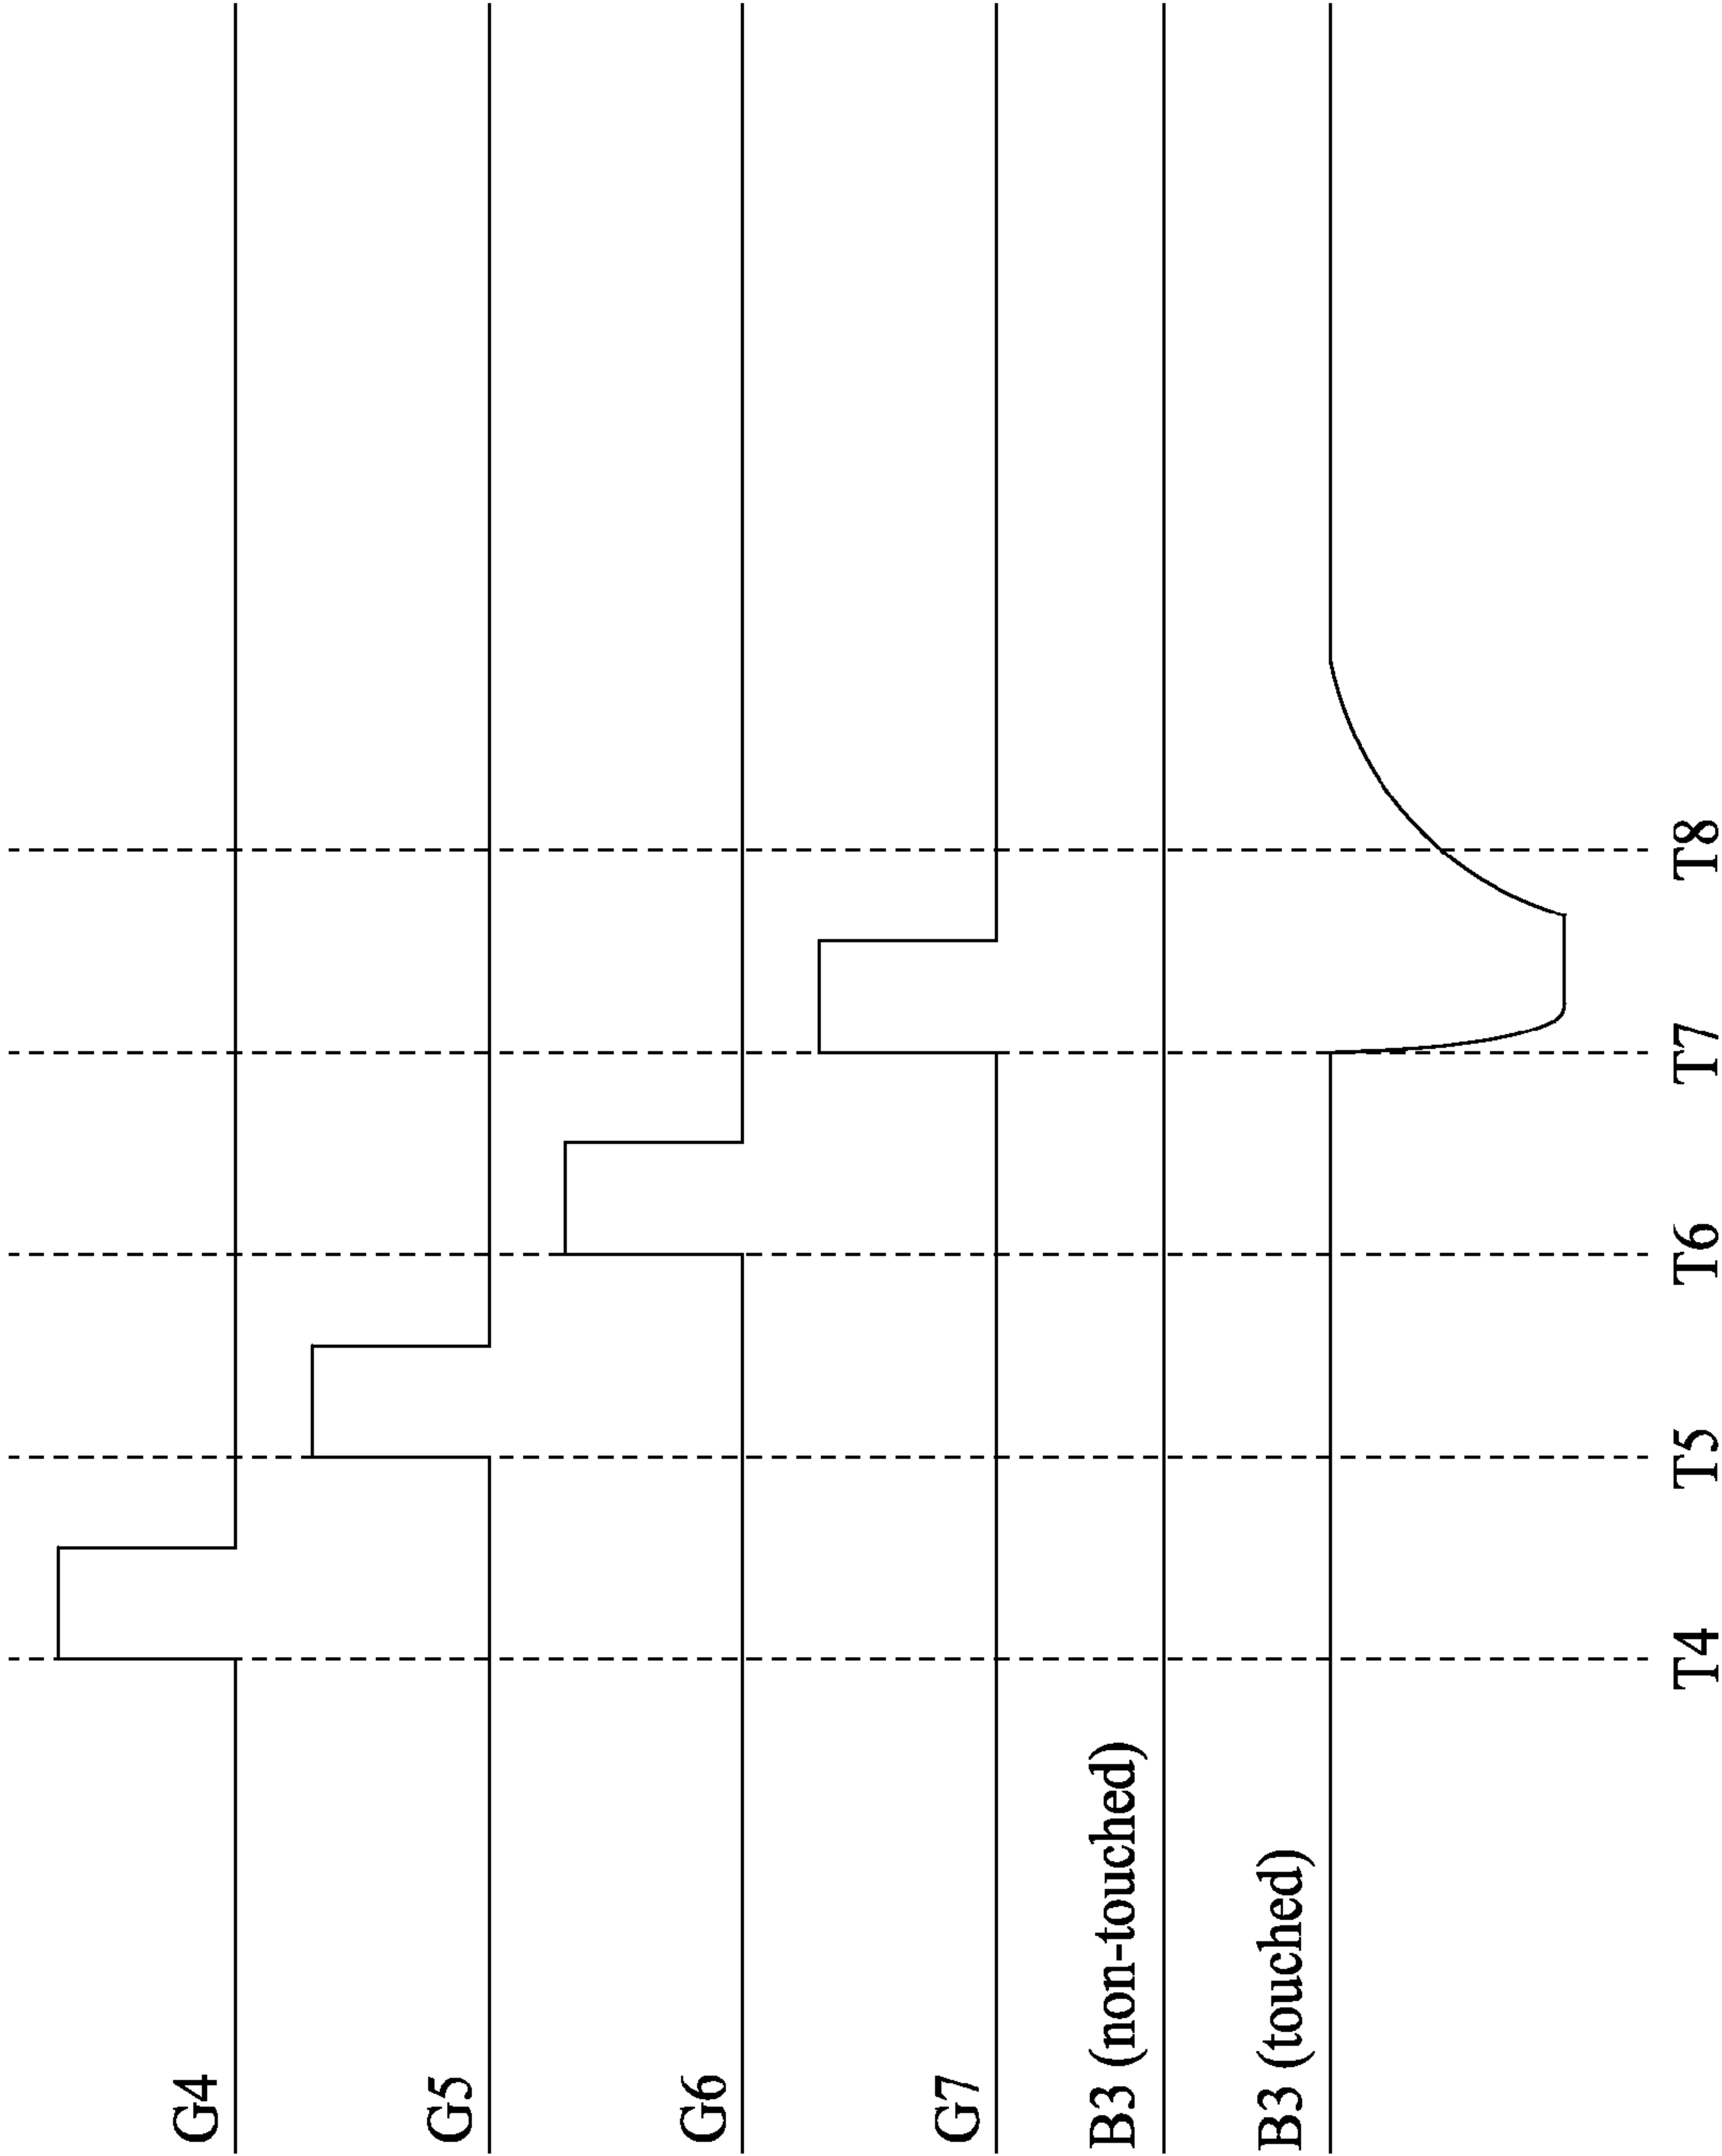 G4
G5
G6
G7
B3 (non-touched)
B3 (touched)
T4 T5 T6 T7 T8